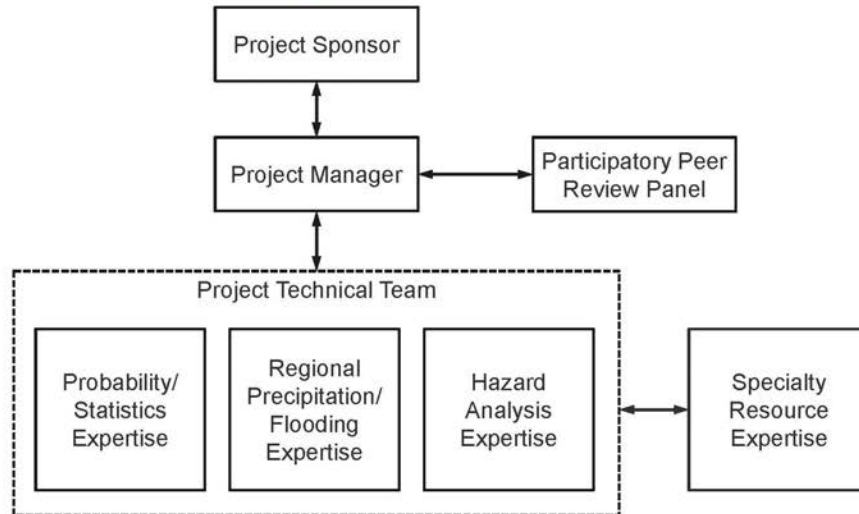 Project Sponsor
Project Manager
Participatory Peer
Review Panel
Project Technical Team
Probability/
Statistics
Expertise
Regional
Precipitation/
Flooding
Expertise
Hazard
Analysis
Expertise
Specialty
Resource
Expertise